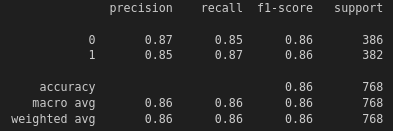 precision recall f1-score support
0 0.87 0.85 0.86 386
1 0.85 0.87 0.86 382
accuracy 0.86 768
macro avg 0.86 0.86 0.86 768
weighted avg 0.86 0.86 0.86 768